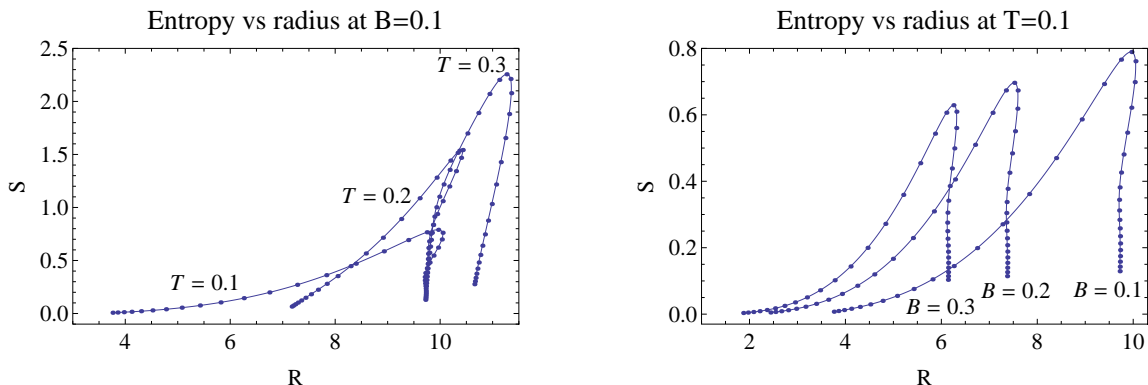 Entropy vs radius at B=0.1
2.5
2.0
1.5
1.0
0.5
0.0
S
T = 0.3
T = 0.2
T = 0.1
4
6
8
10
R
Entropy vs radius at T=0.1
0.8
0.6
0.4
0.2
0.0
S
B = 0.3
B = 0.2
B = 0.1
2
4
6
8
10
R